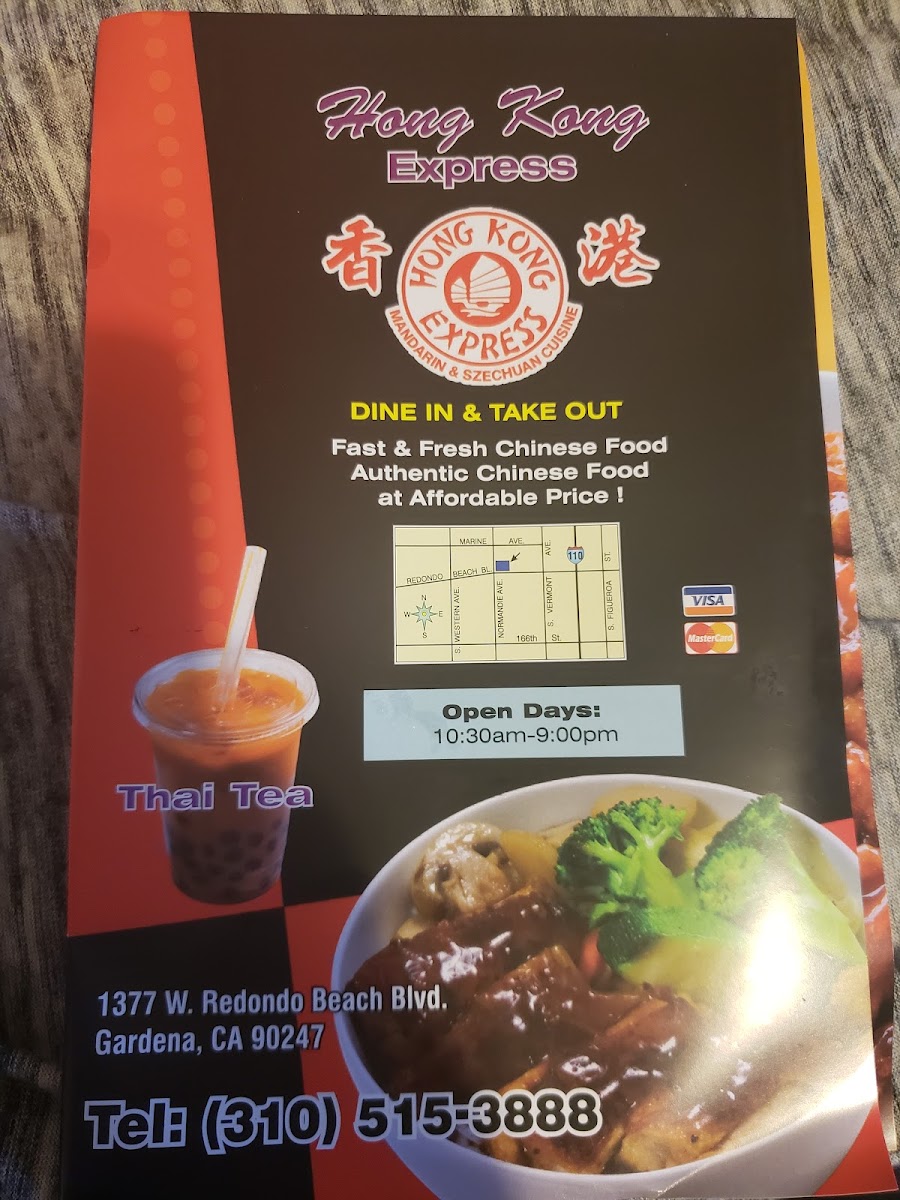 Hong Kong
Express
香 港
HONG KONG
EXPRESS
MANDARIN & SZECHUAN CUISINE
DINE IN & TAKE OUT
Fast & Fresh Chinese Food
Authentic Chinese Food
at Affordable Price !
MARINE AVE.
REDONDO BEACH BL.
S. WESTERN AVE.
NORMANDIE AVE.
S. VERMONT AVE.
110
S. FIGUEROA ST.
N
W E
S
166th St.
VISA
MasterCard
Open Days:
10:30am-9:00pm
Thai Tea
1377 W. Redondo Beach Blvd.
Gardena, CA 90247
Tel: (310) 515-3888